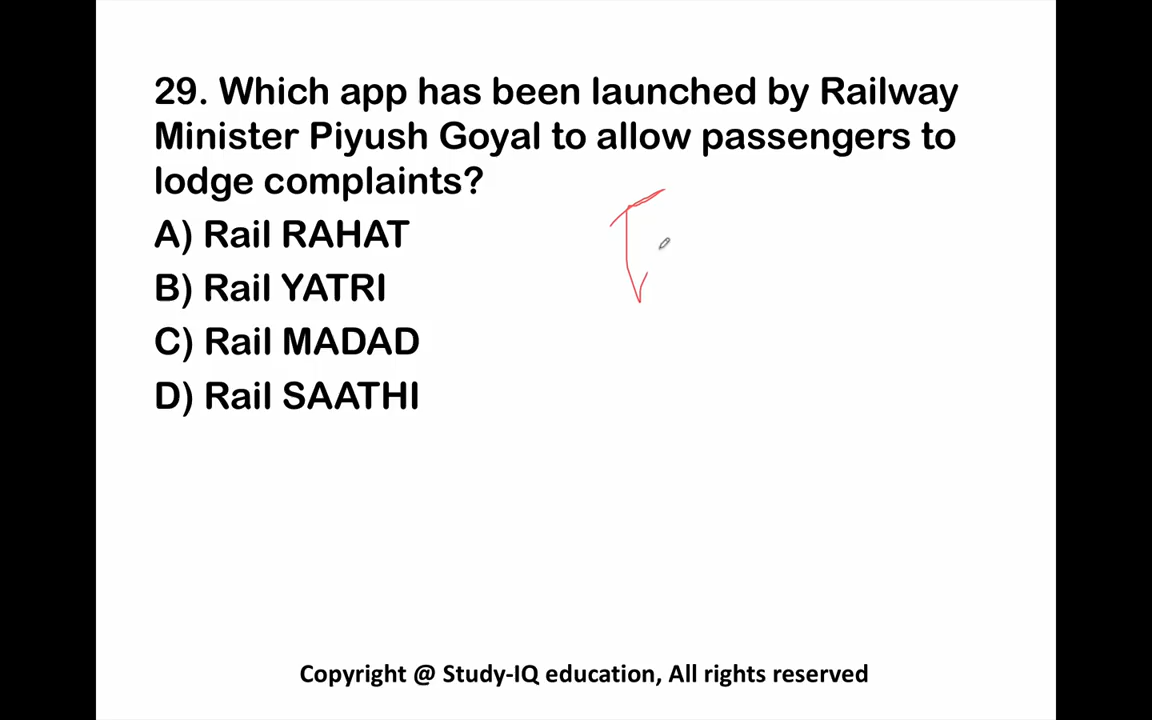 29. Which app has been launched by Railway
Minister Piyush Goyal to allow passengers to
lodge complaints?
A) Rail RAHAT
B) Rail YATRI
C) Rail MADAD
D) Rail SAATHI
Copyright @ Study-IQ education, All rights reserved